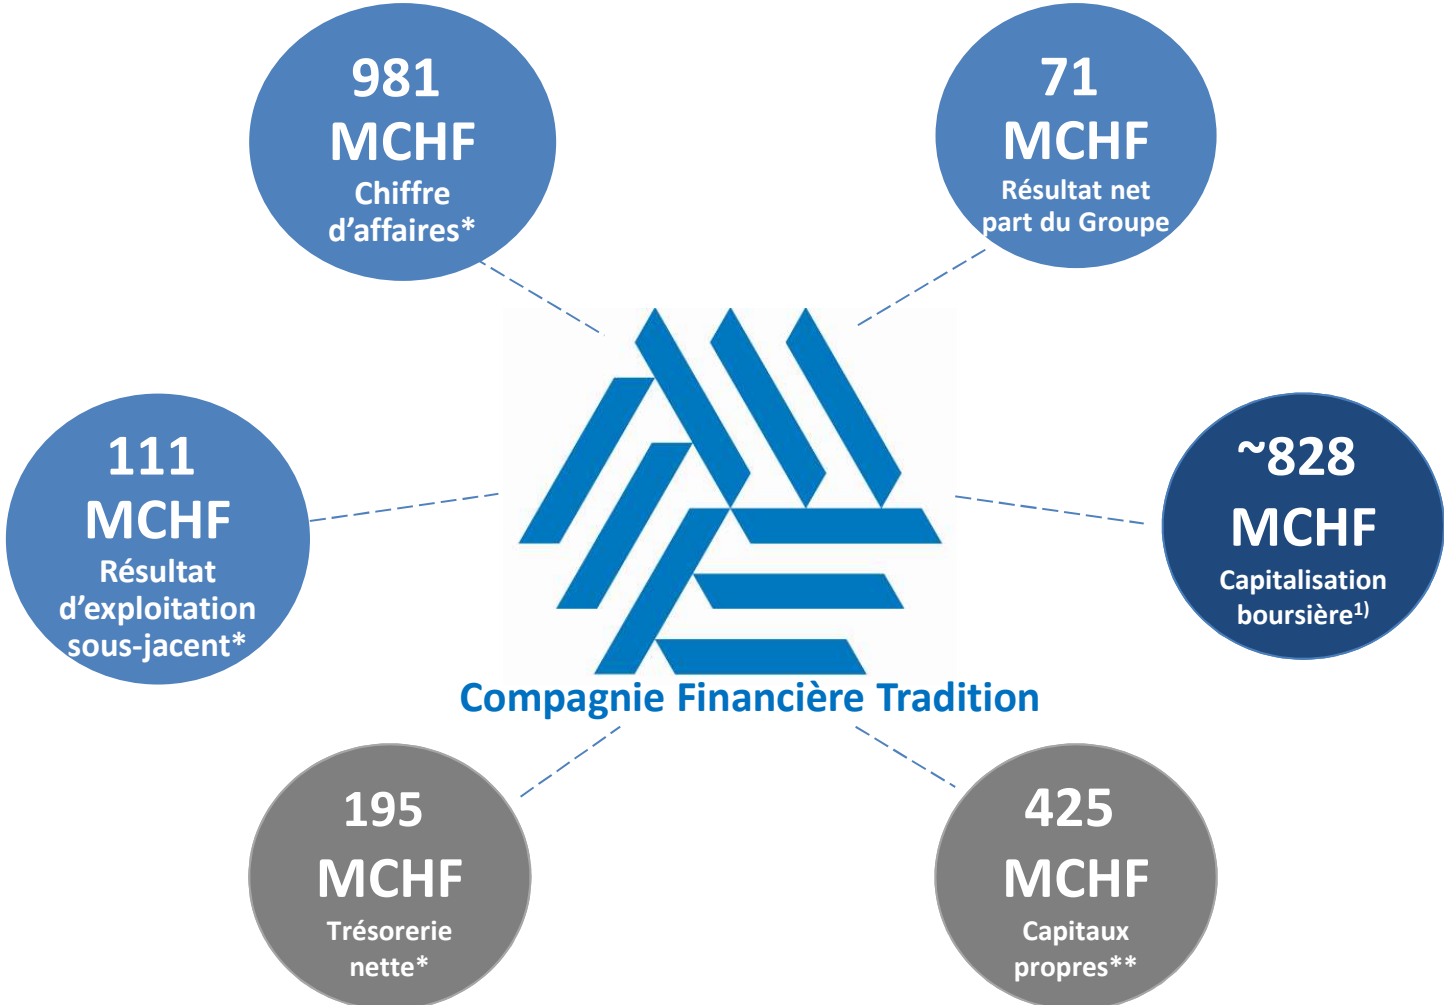 981
MCHF
Chiffre
d'affaires*
71
MCHF
Résultat net
part du Groupe
111
MCHF
Résultat
d'exploitation
sous-jacent*
~828
MCHF
Capitalisation
boursière¹⁾
Compagnie Financière Tradition
195
MCHF
Trésorerie
nette*
425
MCHF
Capitaux
propres**